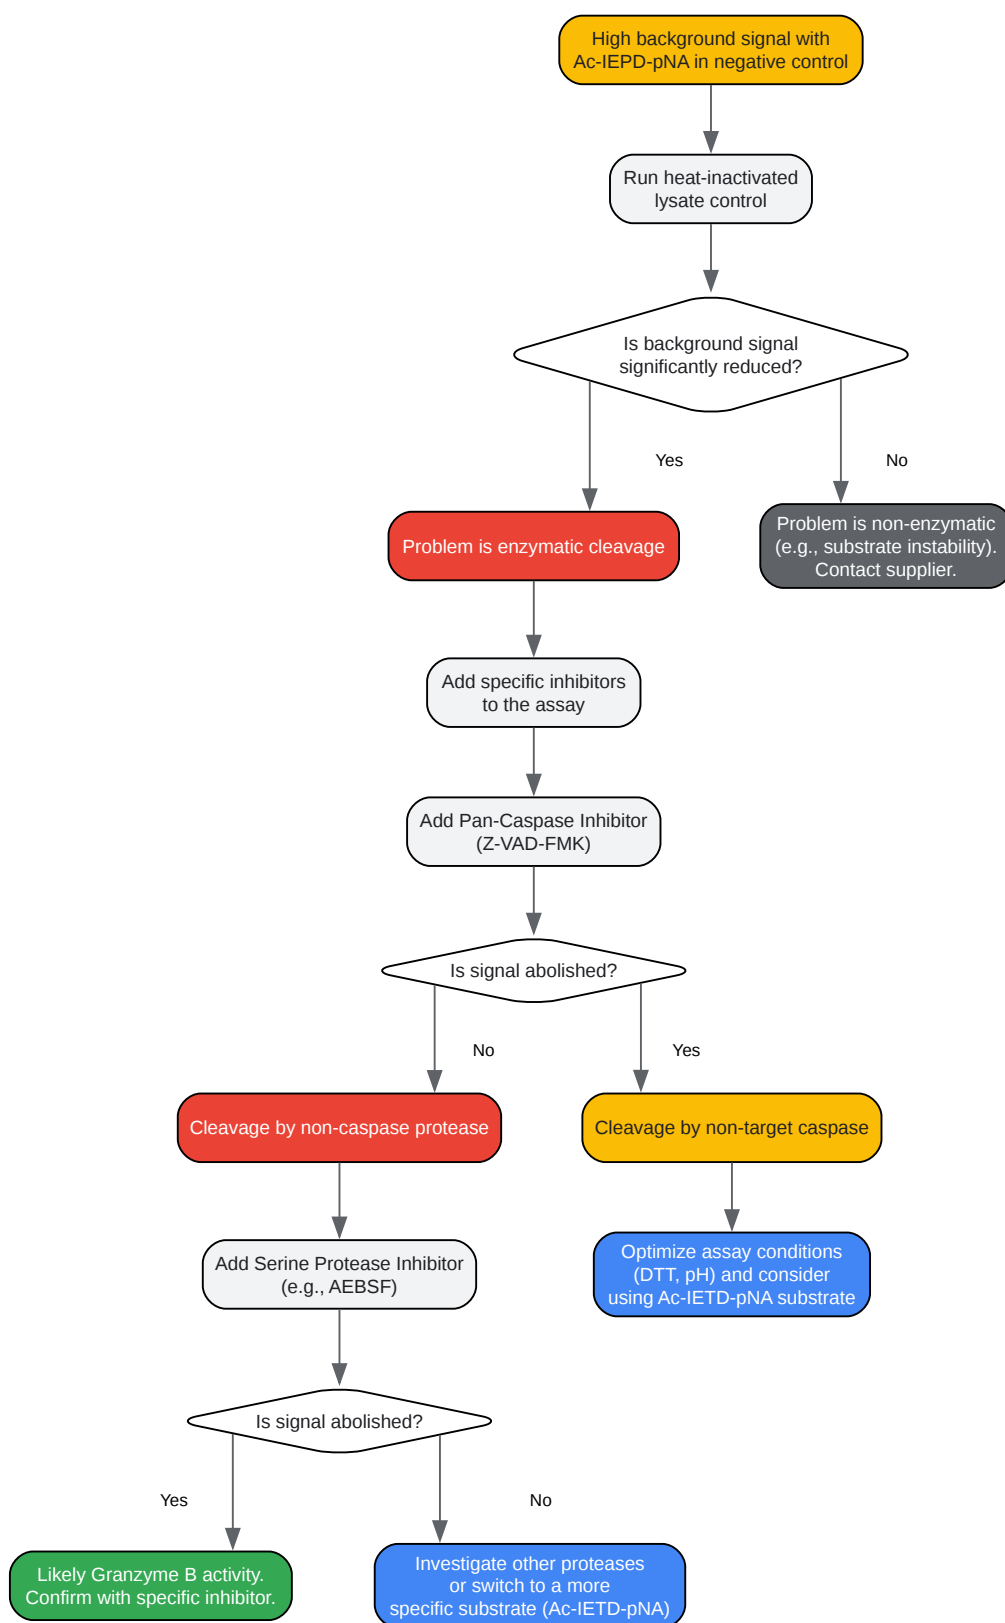 High background signal with
Ac-IEPD-pNA in negative control
Run heat-inactivated
lysate control
Is background signal
significantly reduced?
Yes
No
Problem is enzymatic cleavage
Problem is non-enzymatic
(e.g., substrate instability).
Contact supplier.
Add specific inhibitors
to the assay
Add Pan-Caspase Inhibitor
(Z-VAD-FMK)
Is signal abolished?
No
Yes
Cleavage by non-caspase protease
Cleavage by non-target caspase
Add Serine Protease Inhibitor
(e.g., AEBSF)
Optimize assay conditions
(DTT, pH) and consider
using Ac-IETD-pNA substrate
Is signal abolished?
Yes
No
Likely Granzyme B activity.
Confirm with specific inhibitor.
Investigate other proteases
or switch to a more
specific substrate (Ac-IETD-pNA)